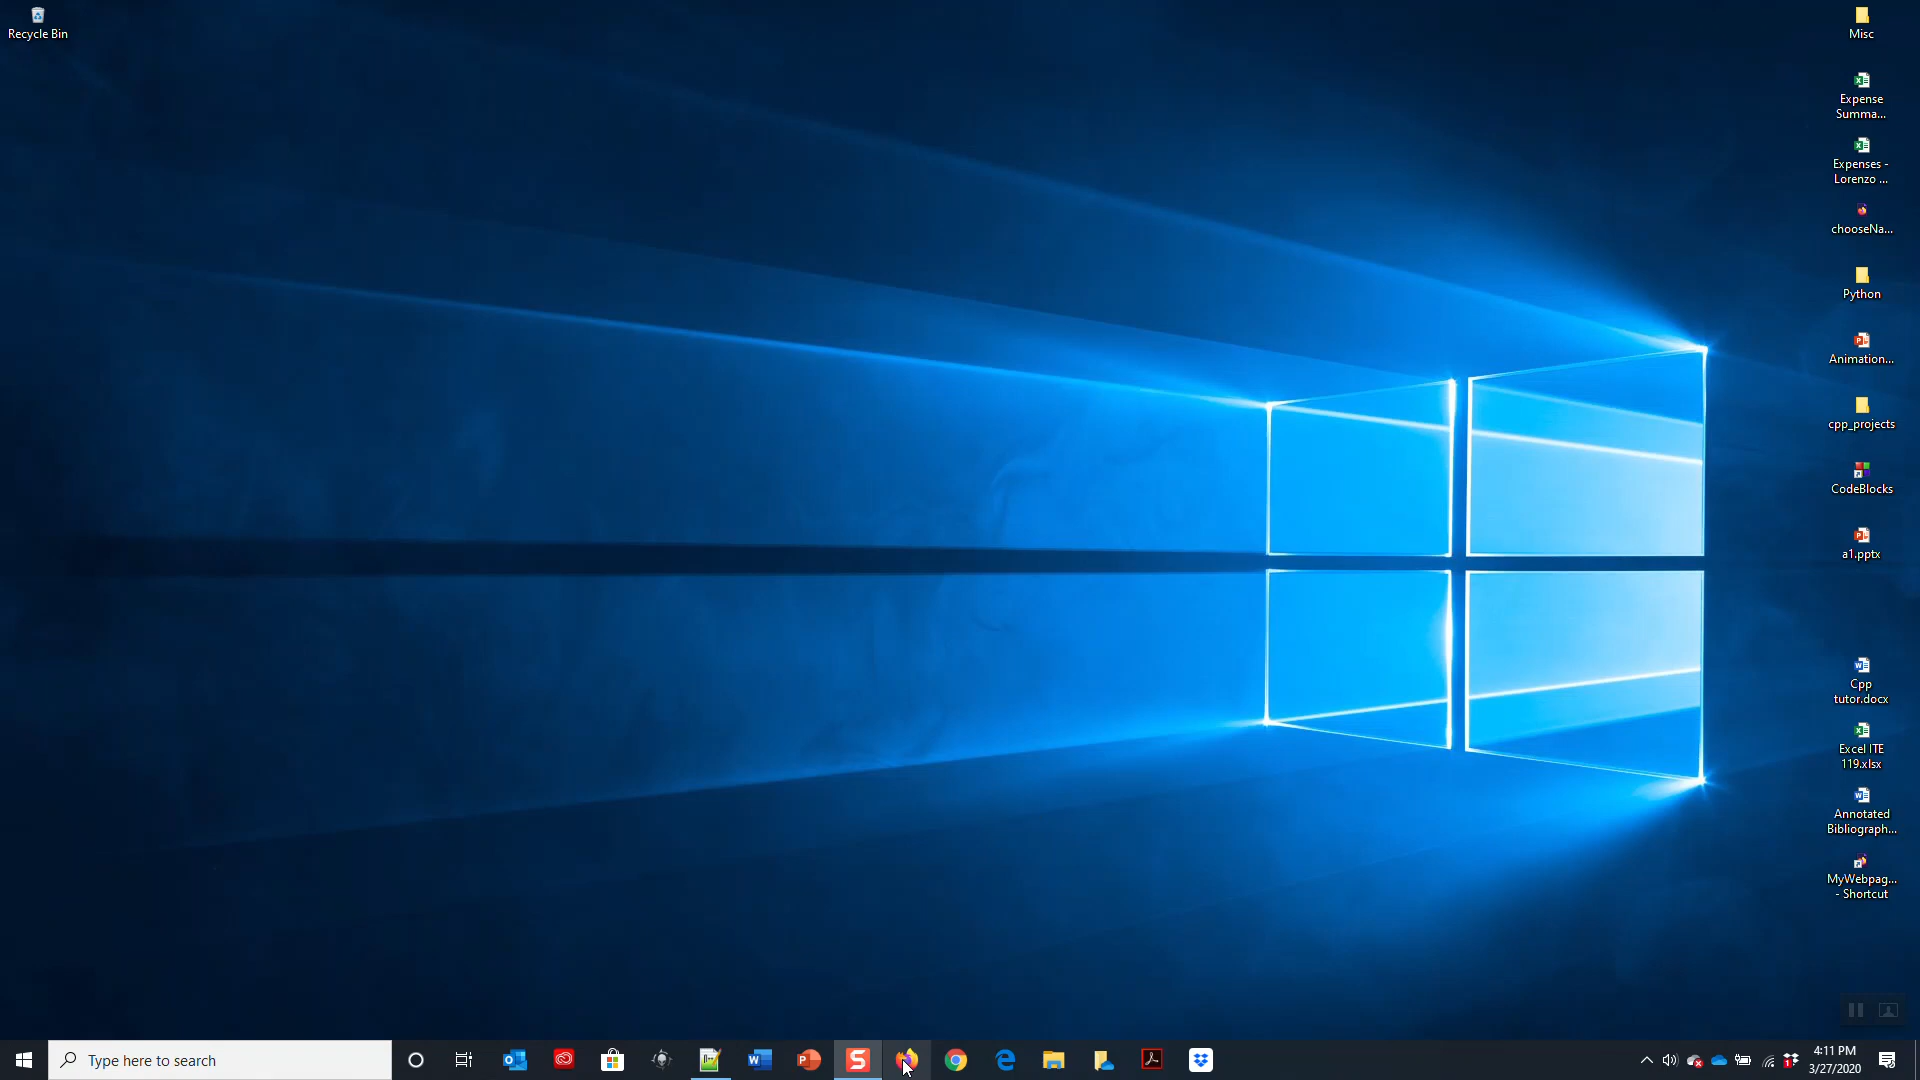 Recycle Bin
Misc
Expense
Summa...
Expenses -
Lorenzo ...
chooseNa...
Python
Animation...
cpp_projects
CodeBlocks
a1.pptx
Cpp
tutor.docx
Excel ITE
119.xlsx
Annotated
Bibliograph...
MyWebpag...
- Shortcut
Type here to search
4:11 PM
3/27/2020